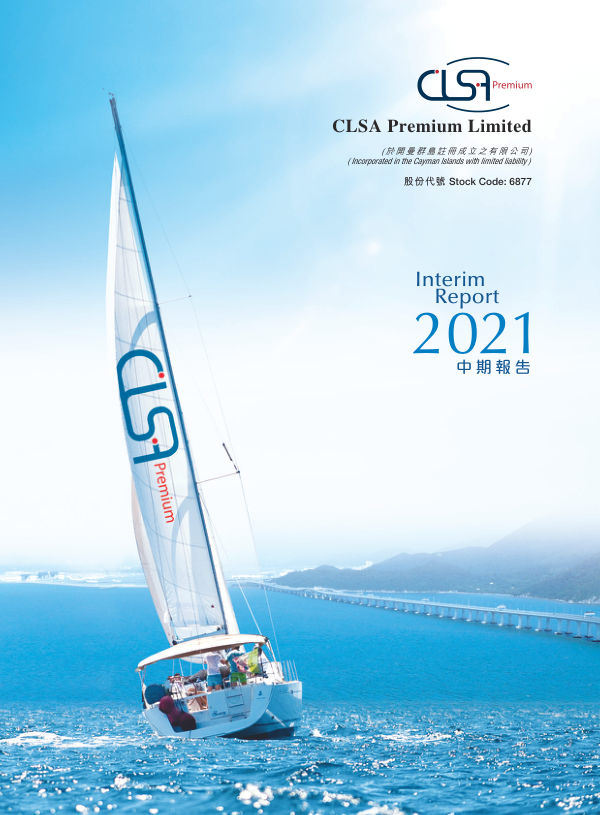 CLSA Premium
CLSA Premium Limited
(於開曼群島註冊成立之有限公司)
( Incorporated in the Cayman Islands with limited liability )
股份代號 Stock Code: 6877
Interim
Report
2021
中期報告
CLSA
Premium